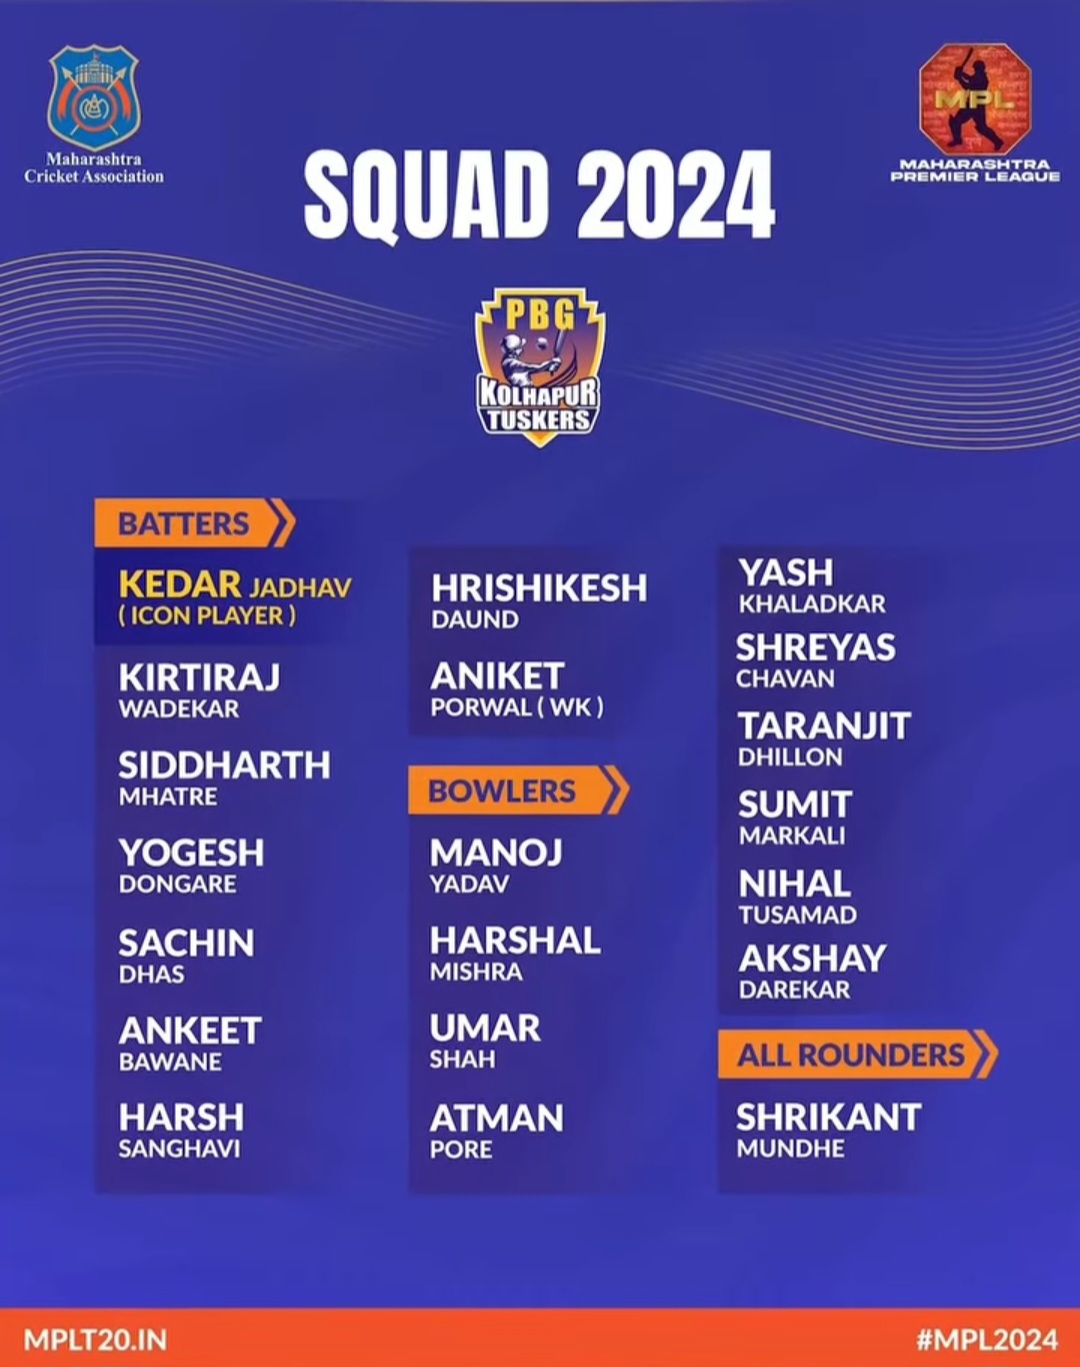 Maharashtra
Cricket Association
MPL
MAHARASHTRA
PREMIER LEAGUE
SQUAD 2024
PBG
KOLHAPUR
TUSKERS
BATTERS
KEDAR JADHAV
( ICON PLAYER )
KIRTIRAJ
WADEKAR
SIDDHARTH
MHATRE
YOGESH
DONGARE
SACHIN
DHAS
ANKEET
BAWANE
HARSH
SANGHAVI
HRISHIKESH
DAUND
ANIKET
PORWAL ( WK )
BOWLERS
MANOJ
YADAV
HARSHAL
MISHRA
UMAR
SHAH
ATMAN
PORE
YASH
KHALADKAR
SHREYAS
CHAVAN
TARANJIT
DHILLON
SUMIT
MARKALI
NIHAL
TUSAMAD
AKSHAY
DAREKAR
ALL ROUNDERS
SHRIKANT
MUNDHE
MPLT20.IN
#MPL2024